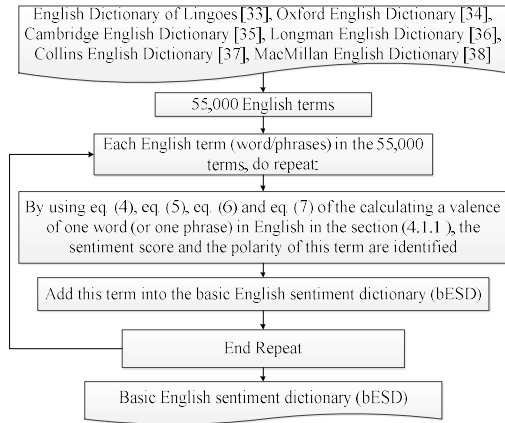 English Dictionary of Lingoes [33], Oxford English Dictionary [34],
Cambridge English Dictionary [35], Longman English Dictionary [36],
Collins English Dictionary [37], MacMillan English Dictionary [38]
55,000 English terms
Each English term (word/phrases) in the 55,000
terms, do repeat:
By using eq. (4), eq. (5), eq. (6) and eq. (7) of the calculating a valence
of one word (or one phrase) in English in the section (4.1.1 ), the
sentiment score and the polarity of this term are identified
Add this term into the basic English sentiment dictionary (bESD)
End Repeat
Basic English sentiment dictionary (bESD)